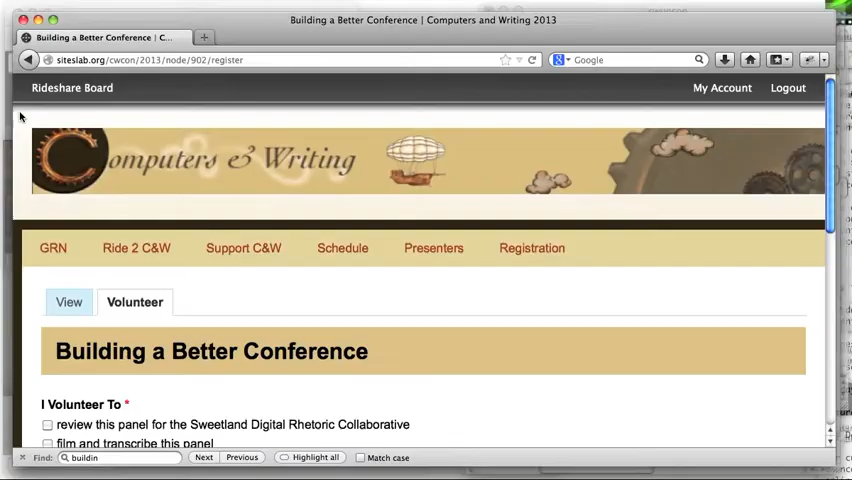 Building a Better Conference | Computers and Writing 2013
Building a Better Conference | C...
siteslab.org/cwcon/2013/node/902/register
Google
Rideshare Board
My Account
Logout
Computers & Writing
GRN
Ride 2 C&W
Support C&W
Schedule
Presenters
Registration
View
Volunteer
Building a Better Conference
I Volunteer To *
review this panel for the Sweetland Digital Rhetoric Collaborative
film and transcribe this panel
Find:
buildin
Next
Previous
Highlight all
Match case